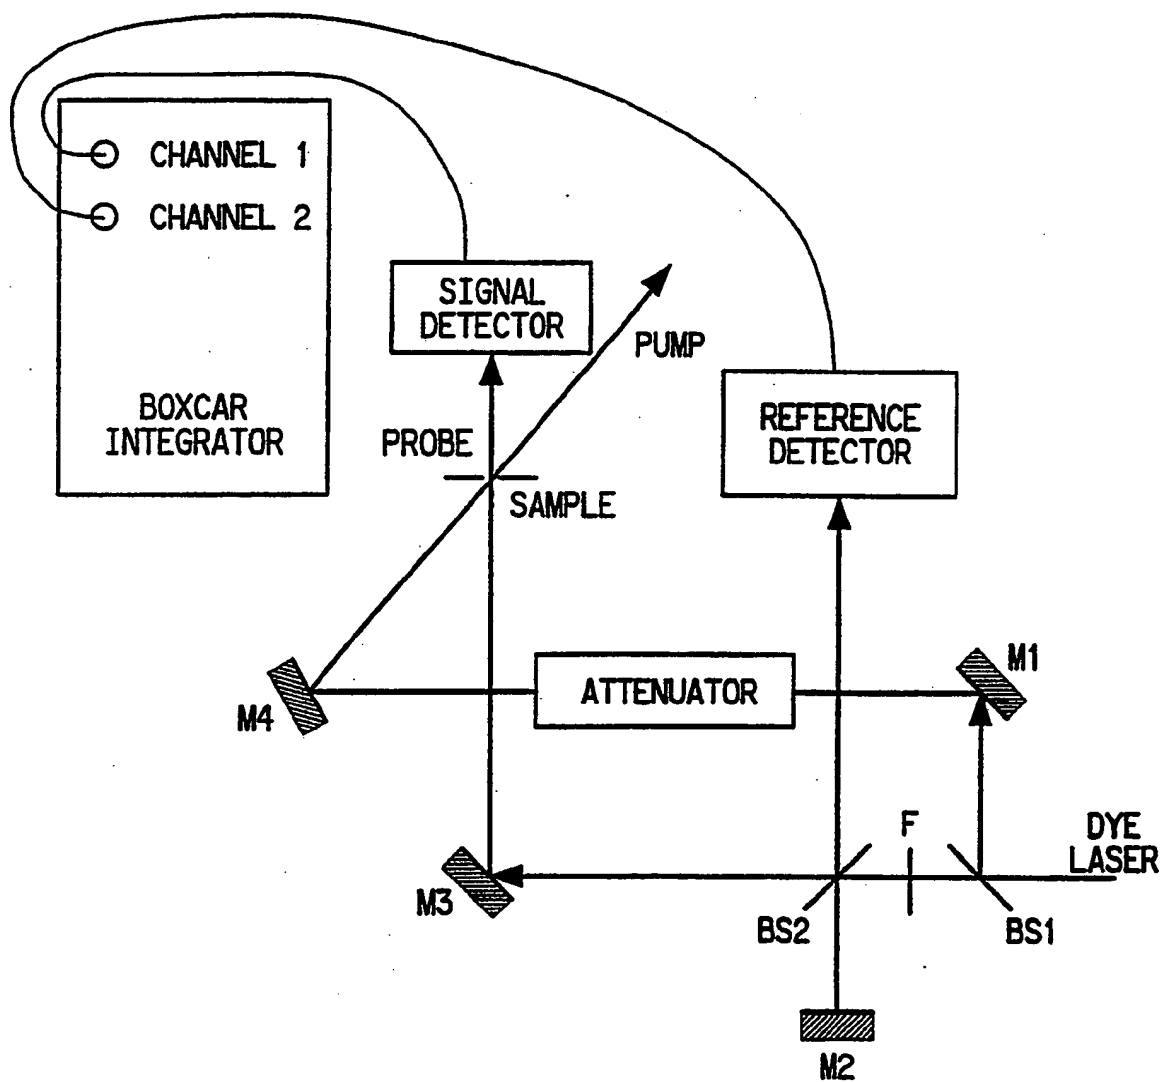 CHANNEL 1
CHANNEL 2
BOXCAR
INTEGRATOR
SIGNAL
DETECTOR
PUMP
PROBE
SAMPLE
REFERENCE
DETECTOR
ATTENUATOR
M1
M4
F
DYE
LASER
M3
BS2
BS1
M2